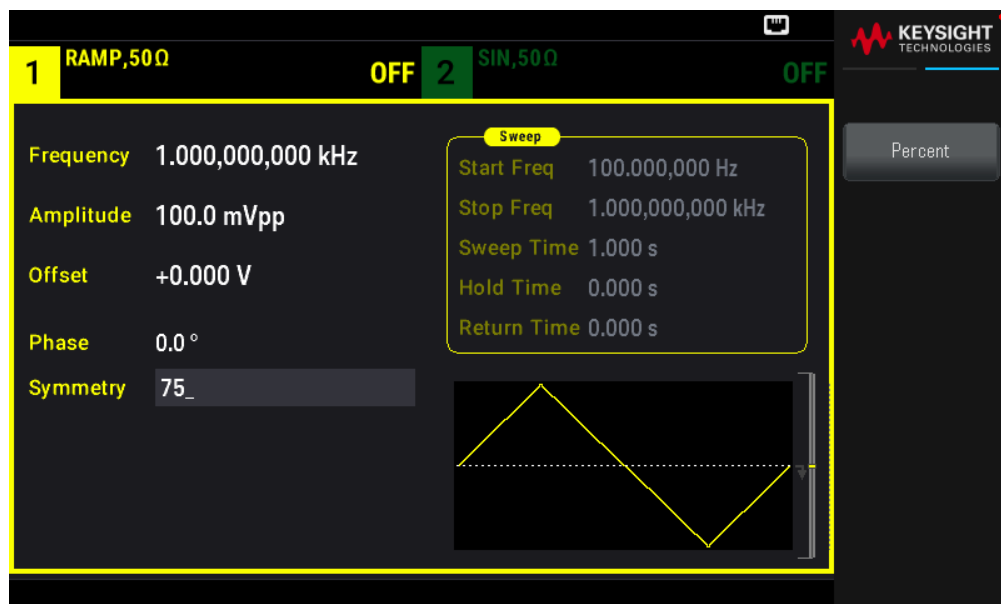 KEYSIGHT
TECHNOLOGIES
1 RAMP,50Ω OFF 2 SIN,50Ω OFF
Percent
Frequency 1.000,000,000 kHz
Amplitude 100.0 mVpp
Offset +0.000 V
Phase 0.0 °
Symmetry 75_
Sweep
Start Freq 100.000,000 Hz
Stop Freq 1.000,000,000 kHz
Sweep Time 1.000 s
Hold Time 0.000 s
Return Time 0.000 s